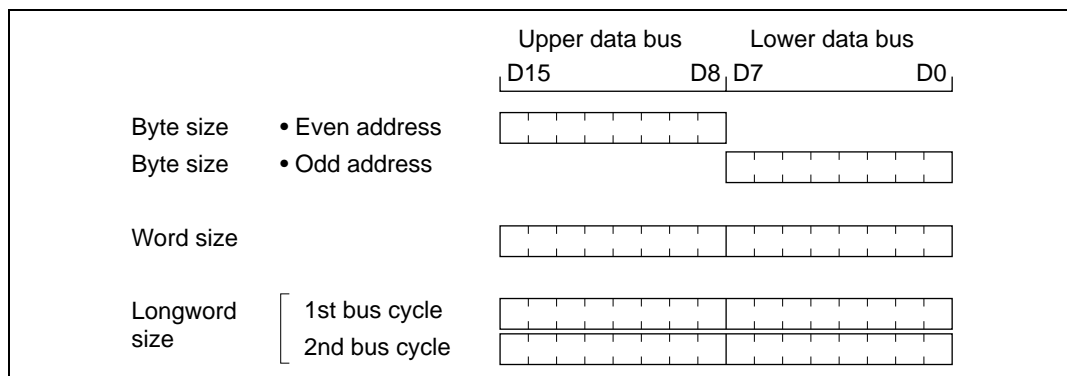 Upper data bus Lower data bus
D15 D8 D7 D0
Byte size • Even address
Byte size • Odd address
Word size
Longword size 1st bus cycle
2nd bus cycle